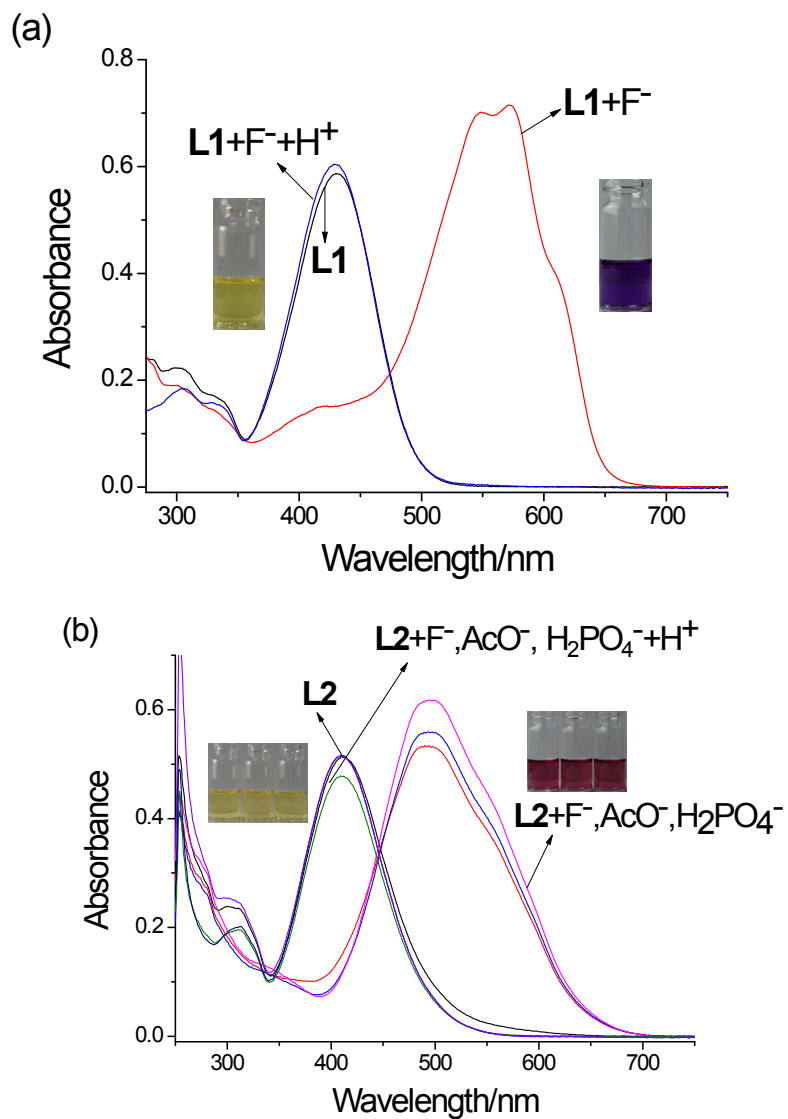 (a)
0.8
0.6
0.4
0.2
0.0
Absorbance
L1+F⁻+H⁺
L1
L1+F⁻
300 400 500 600 700
Wavelength/nm
(b)
L2+F⁻,AcO⁻, H₂PO₄⁻+H⁺
L2
L2+F⁻,AcO⁻,H₂PO₄⁻
0.6
0.4
0.2
0.0
Absorbance
300 400 500 600 700
Wavelength/nm